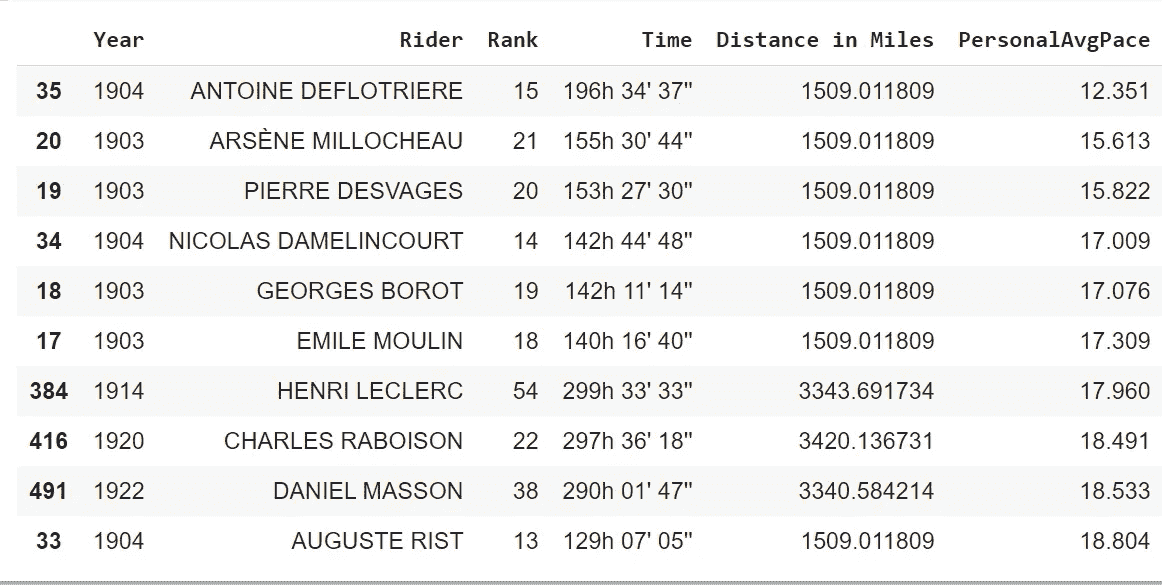 Year Rider Rank Time Distance in Miles PersonalAvgPace
35 1904 ANTOINE DEFLOTRIERE 15 196h 34' 37" 1509.011809 12.351
20 1903 ARSÈNE MILLOCHEAU 21 155h 30' 44" 1509.011809 15.613
19 1903 PIERRE DESVAGES 20 153h 27' 30" 1509.011809 15.822
34 1904 NICOLAS DAMELINCOURT 14 142h 44' 48" 1509.011809 17.009
18 1903 GEORGES BOROT 19 142h 11' 14" 1509.011809 17.076
17 1903 EMILE MOULIN 18 140h 16' 40" 1509.011809 17.309
384 1914 HENRI LECLERC 54 299h 33' 33" 3343.691734 17.960
416 1920 CHARLES RABOISON 22 297h 36' 18" 3420.136731 18.491
491 1922 DANIEL MASSON 38 290h 01' 47" 3340.584214 18.533
33 1904 AUGUSTE RIST 13 129h 07' 05" 1509.011809 18.804